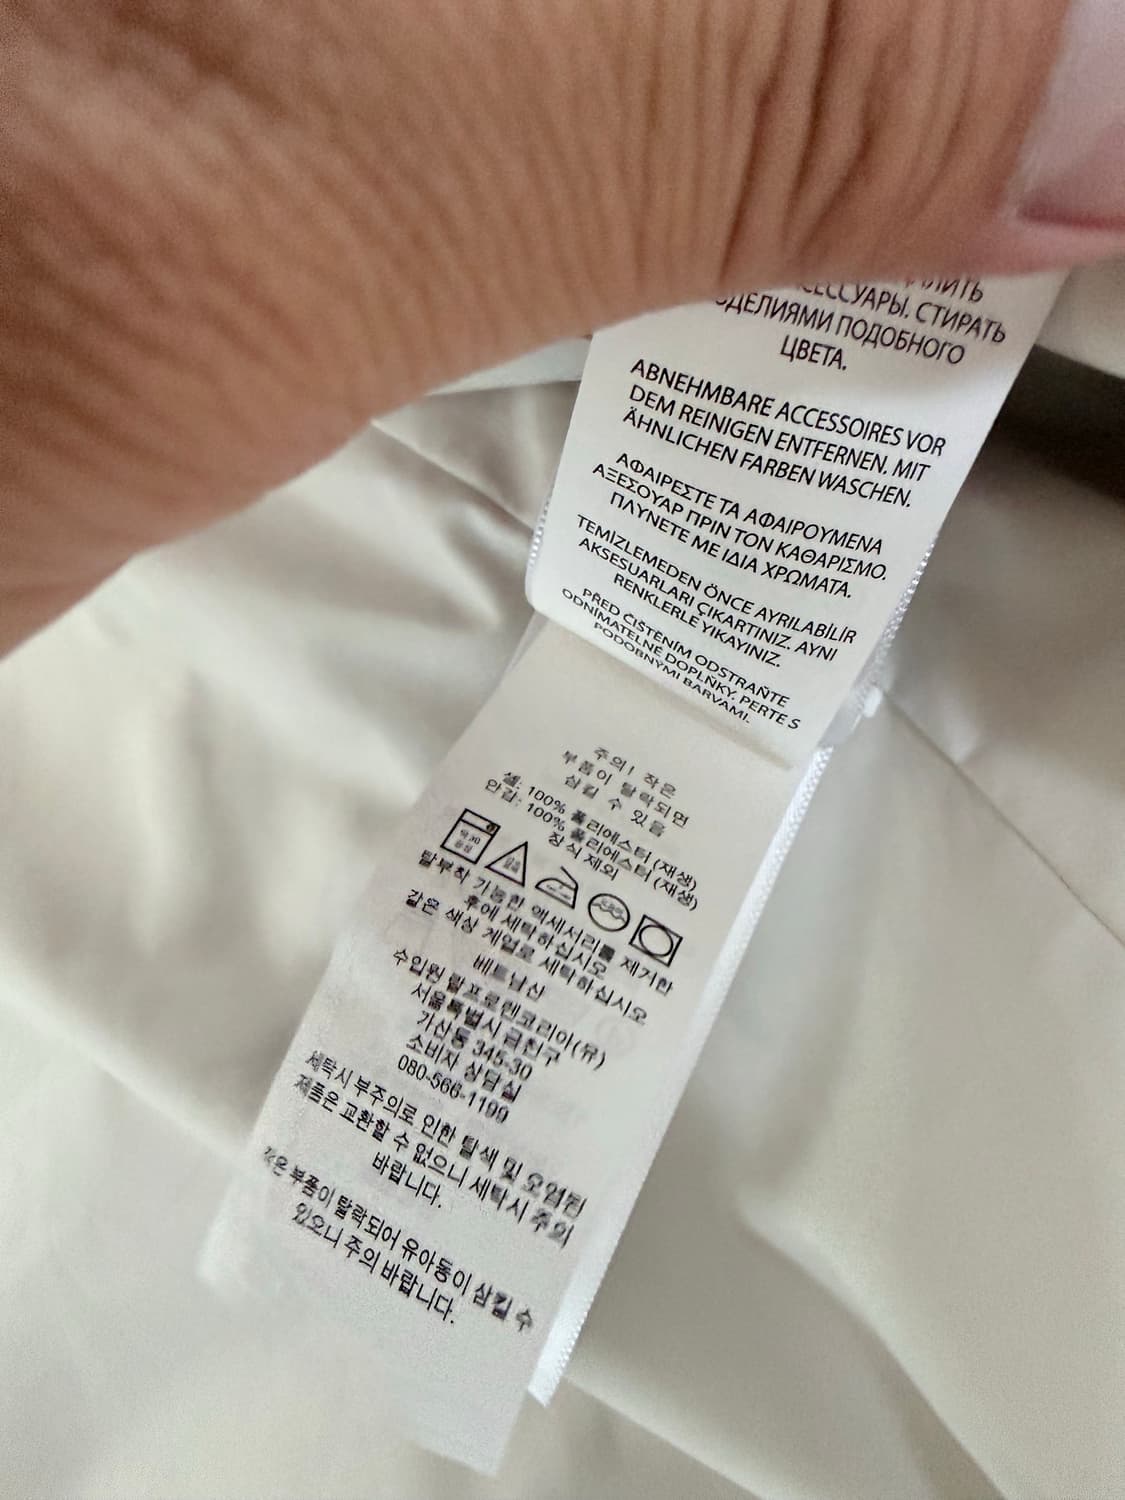 ЛИТЬ
СЕССУАРЫ. СТИРАТЬ
ДЕЛИЯМИ ПОДОБНОГО
ЦВЕТА.
ABNEHMBARE ACCESSOIRES VOR
DEM REINIGEN ENTFERNEN. MIT
ÄHNLICHEN FARBEN WASCHEN.
ΑΦΑΙΡΕΣΤΕ ΤΑ ΑΦΑΙΡΟΥΜΕΝΑ
ΑΞΕΣΟΥΑΡ ΠΡΙΝ ΤΟΝ ΚΑΘΑΡΙΣΜΟ.
ΠΛΥΝΕΤΕ ΜΕ ΙΔΙΑ ΧΡΩΜΑΤΑ.
TEMIZLEMEDEN ÖNCE AYRILABİLİR
AKSESUARLARI ÇIKARTINIZ. AYNI
RENKLERLE YIKAYINIZ.
PŘED ČIŠTĚNÍM ODSTRAŇTE
ODNÍMATELNÉ DOPLŇKY. PERTE S
PODOBNÝMI BARVAMI.
주의! 작은
부품이 탈락되면
삼킬 수 있음
쉘: 100% 폴리에스터 (재생)
안감: 100% 폴리에스터 (재생)
장식 제외
탈부착 가능한 액세서리를 제거한
후에 세탁하십시오
같은 색상 계열로 세탁하십시오
베트남산
수입원 랄프로렌코리아(유)
서울특별시 금천구
가산동 345-30
소비자 상담실
080-566-1199
세탁시 부주의로 인한 탈색 및 오염된
제품은 교환할 수 없으니 세탁시 주의
바랍니다.
작은 부품이 탈락되어 유아동이 삼킬 수
있으니 주의 바랍니다.